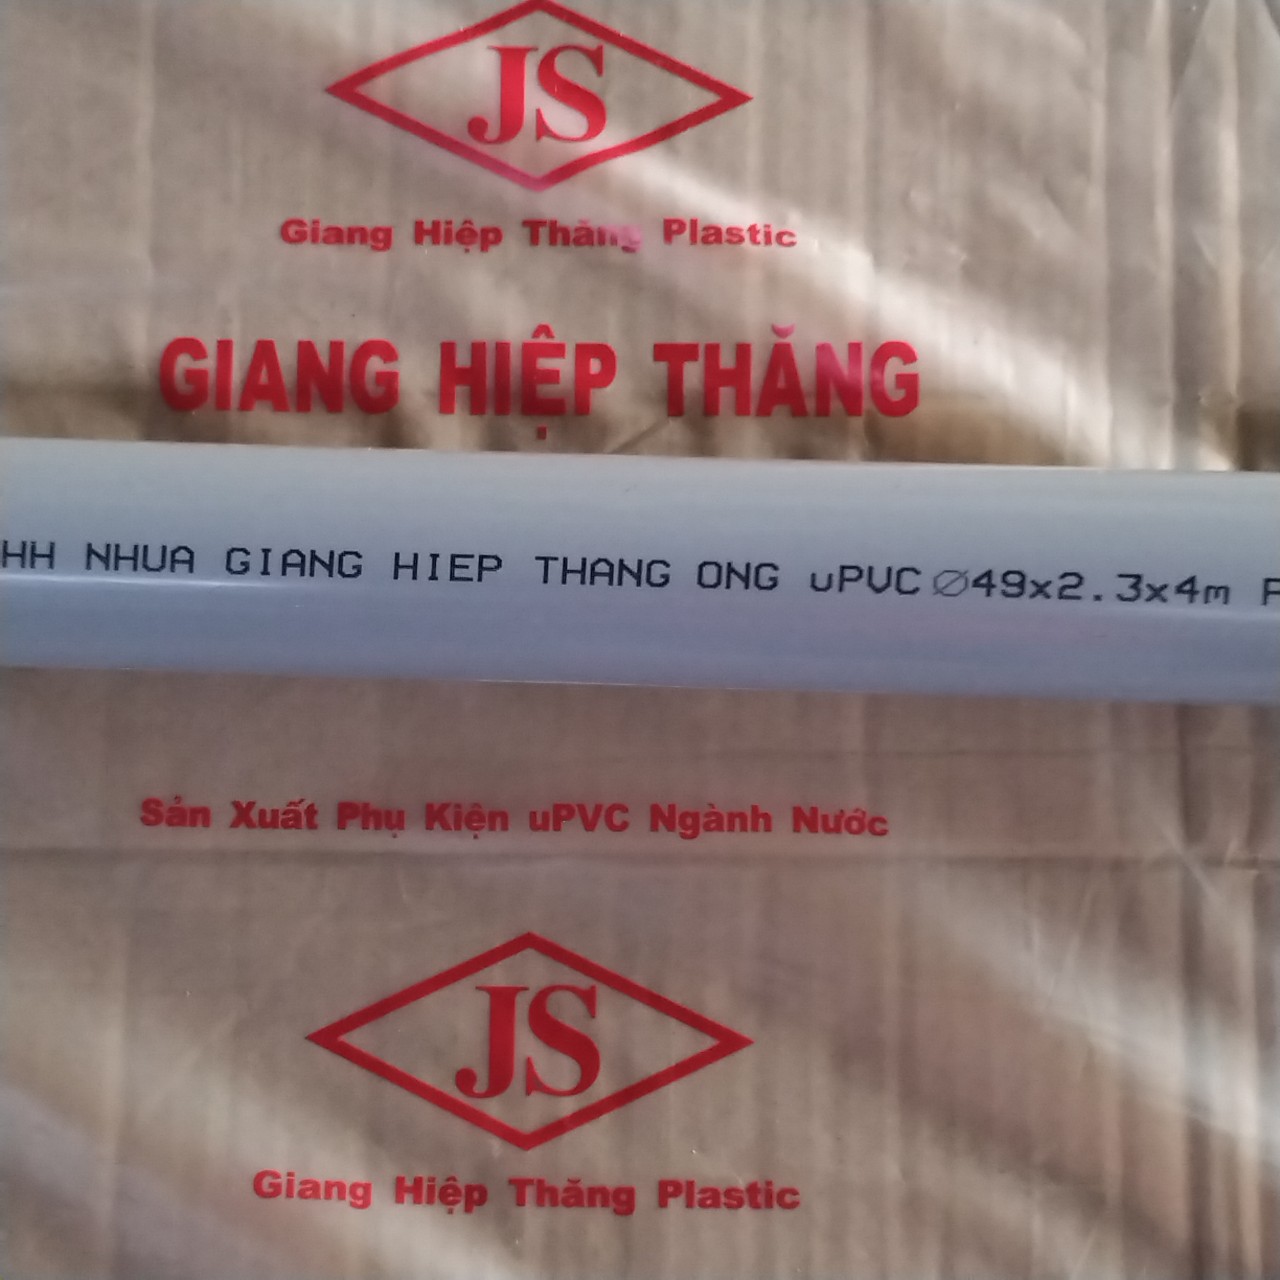 JS
Giang Hiệp Thăng Plastic
GIANG HIỆP THĂNG
HH NHUA GIANG HIEP THANG ONG uPVC Ø49x2.3x4m
Sản Xuất Phụ Kiện uPVC Ngành Nước
JS
Giang Hiệp Thăng Plastic